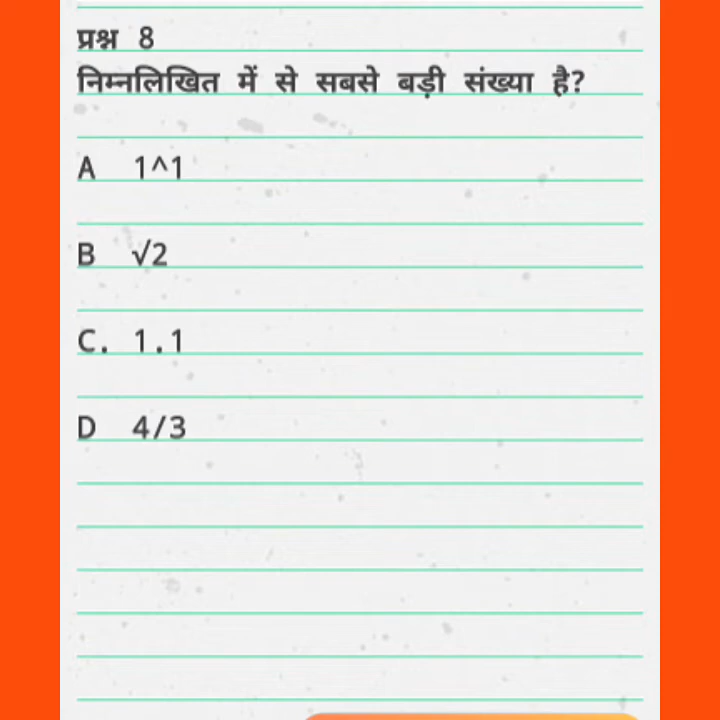 प्रश्न 8
निम्नलिखित में से सबसे बड़ी संख्या है?
A 1^1
B √2
C. 1.1
D 4/3